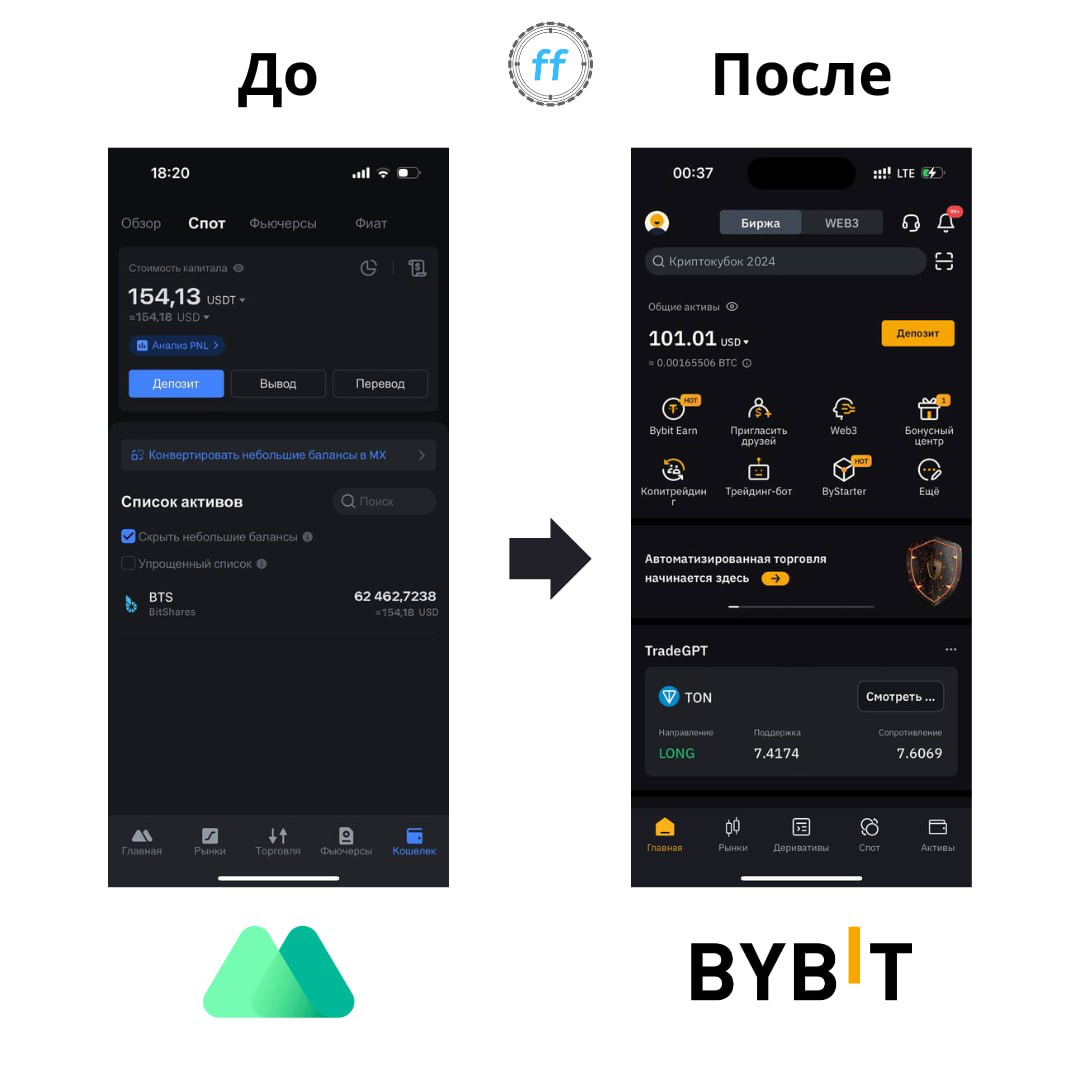 До
ff
После
18:20
Обзор Спот Фьючерсы Фиат
Стоимость капитала
154,13 USDT
≈154,18 USD
Анализ PNL
Депозит Вывод Перевод
Конвертировать небольшие балансы в MX
Список активов
Поиск
Скрыть небольшие балансы
Упрощенный список
BTS 62 462,7238
BitShares ≈154,18 USD
Главная Рынки Торговля Фьючерсы Кошелек
00:37 LTE
Биржа WEB3
99+
Криптокубок 2024
Общие активы
101.01 USD
Депозит
≈ 0.00165506 BTC
HOT
1
Bybit Earn Пригласить друзей Web3 Бонусный центр
HOT
Копитрейдин
г
Трейдинг-бот ByStarter Ещё
Автоматизированная торговля
начинается здесь
TradeGPT
TON Смотреть ...
Направление Поддержка Сопротивление
LONG 7.4174 7.6069
Главная Рынки Деривативы Спот Активы
BYBIT